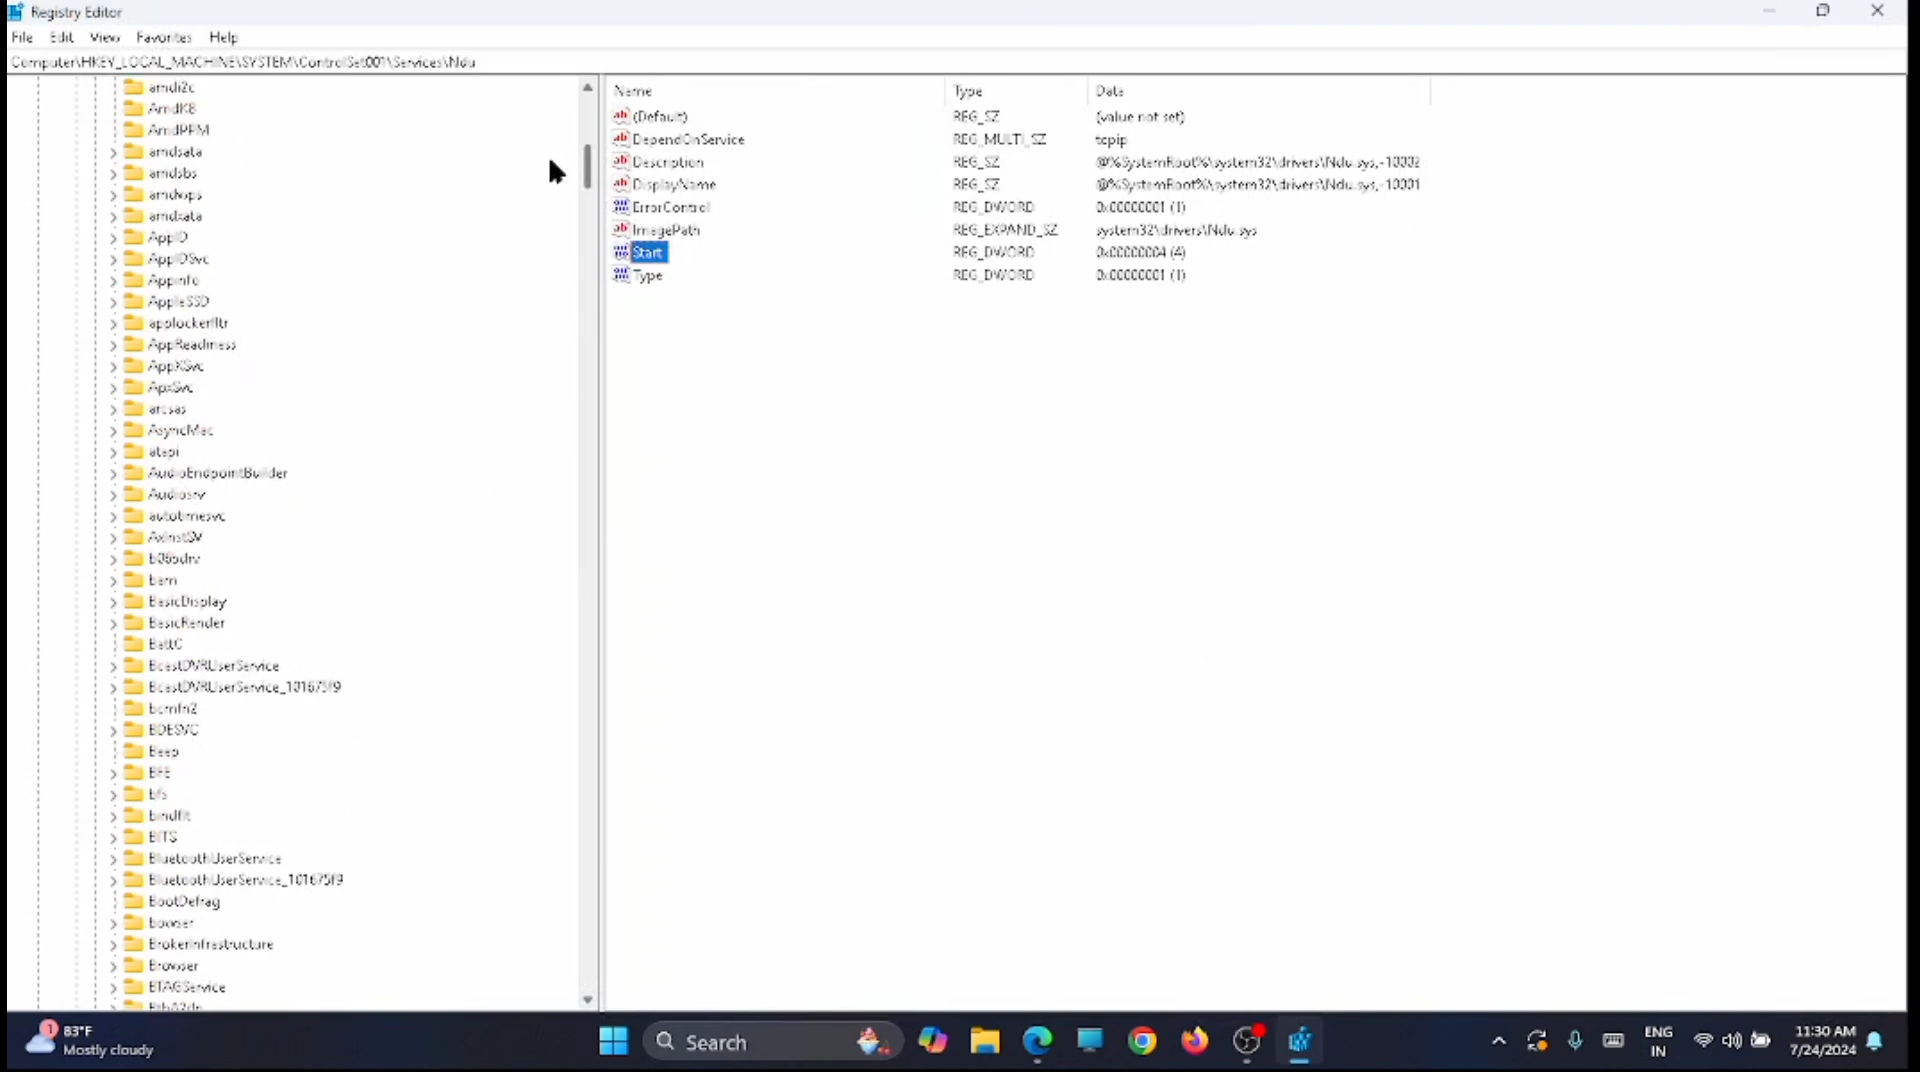 Registry Editor
File Edit View Favorites Help
Computer\HKEY_LOCAL_MACHINE\SYSTEM\ControlSet001\Services\Ndu
amdi2c
AmdK8
AmdPPM
amdsata
amdsbs
amdxata
AppID
AppIDSvc
Appinfo
AppleSSD
applockerfltr
AppReadiness
AppXSvc
ApxSvc
arcsas
AsyncMac
atapi
AudioEndpointBuilder
Audiosrv
autotimesvc
AxInstSV
b06bdrv
bam
BasicDisplay
BasicRender
BattC
BcastDVRUserService
BcastDVRUserService_101675f9
bcmfn2
BDESVC
Beep
BFE
bfs
bindflt
BITS
BluetoothUserService
BluetoothUserService_101675f9
BootDefrag
bowser
BrokerInfrastructure
Browser
BTAGService
Name Type Data
(Default) REG_SZ (value not set)
DependOnService REG_MULTI_SZ tcpip
Description REG_SZ @%SystemRoot%\system32\drivers\Ndu.sys,-10002
DisplayName REG_SZ @%SystemRoot%\system32\drivers\Ndu.sys,-10001
ErrorControl REG_DWORD 0x00000001 (1)
ImagePath REG_EXPAND_SZ system32\drivers\Ndu.sys
Start REG_DWORD 0x00000004 (4)
Type REG_DWORD 0x00000001 (1)
1
83°F
Mostly cloudy
Search
ENG
IN
11:30 AM
7/24/2024